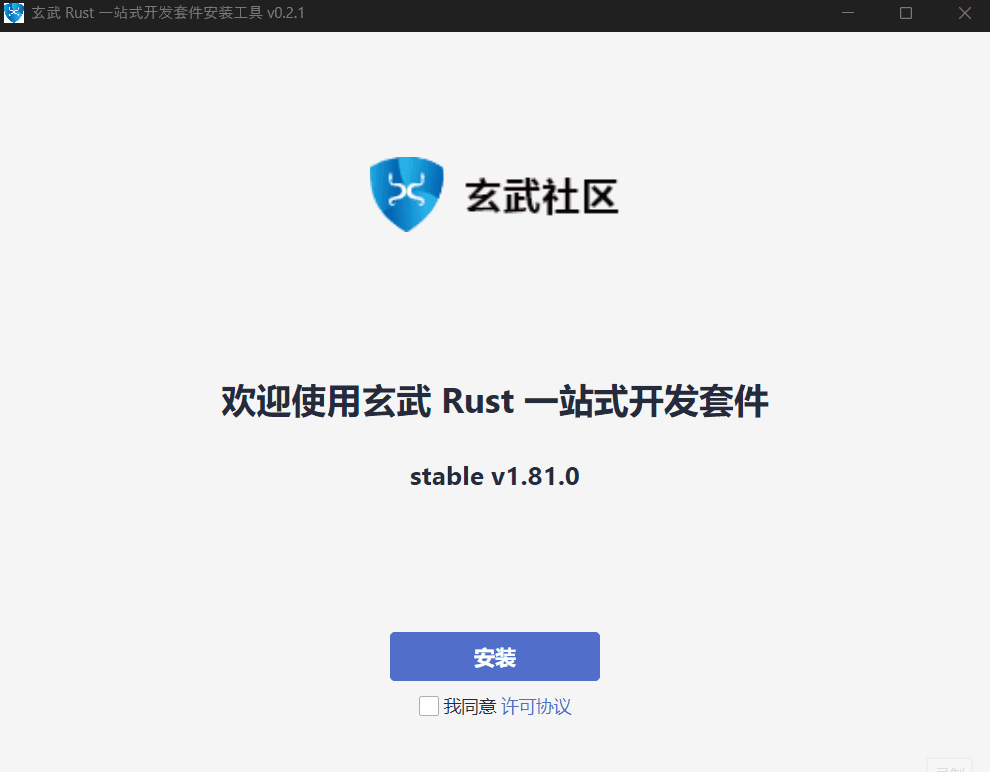 玄武 Rust 一站式开发套件安装工具 v0.2.1
玄武社区
欢迎使用玄武 Rust 一站式开发套件
stable v1.81.0
安装
我同意 许可协议